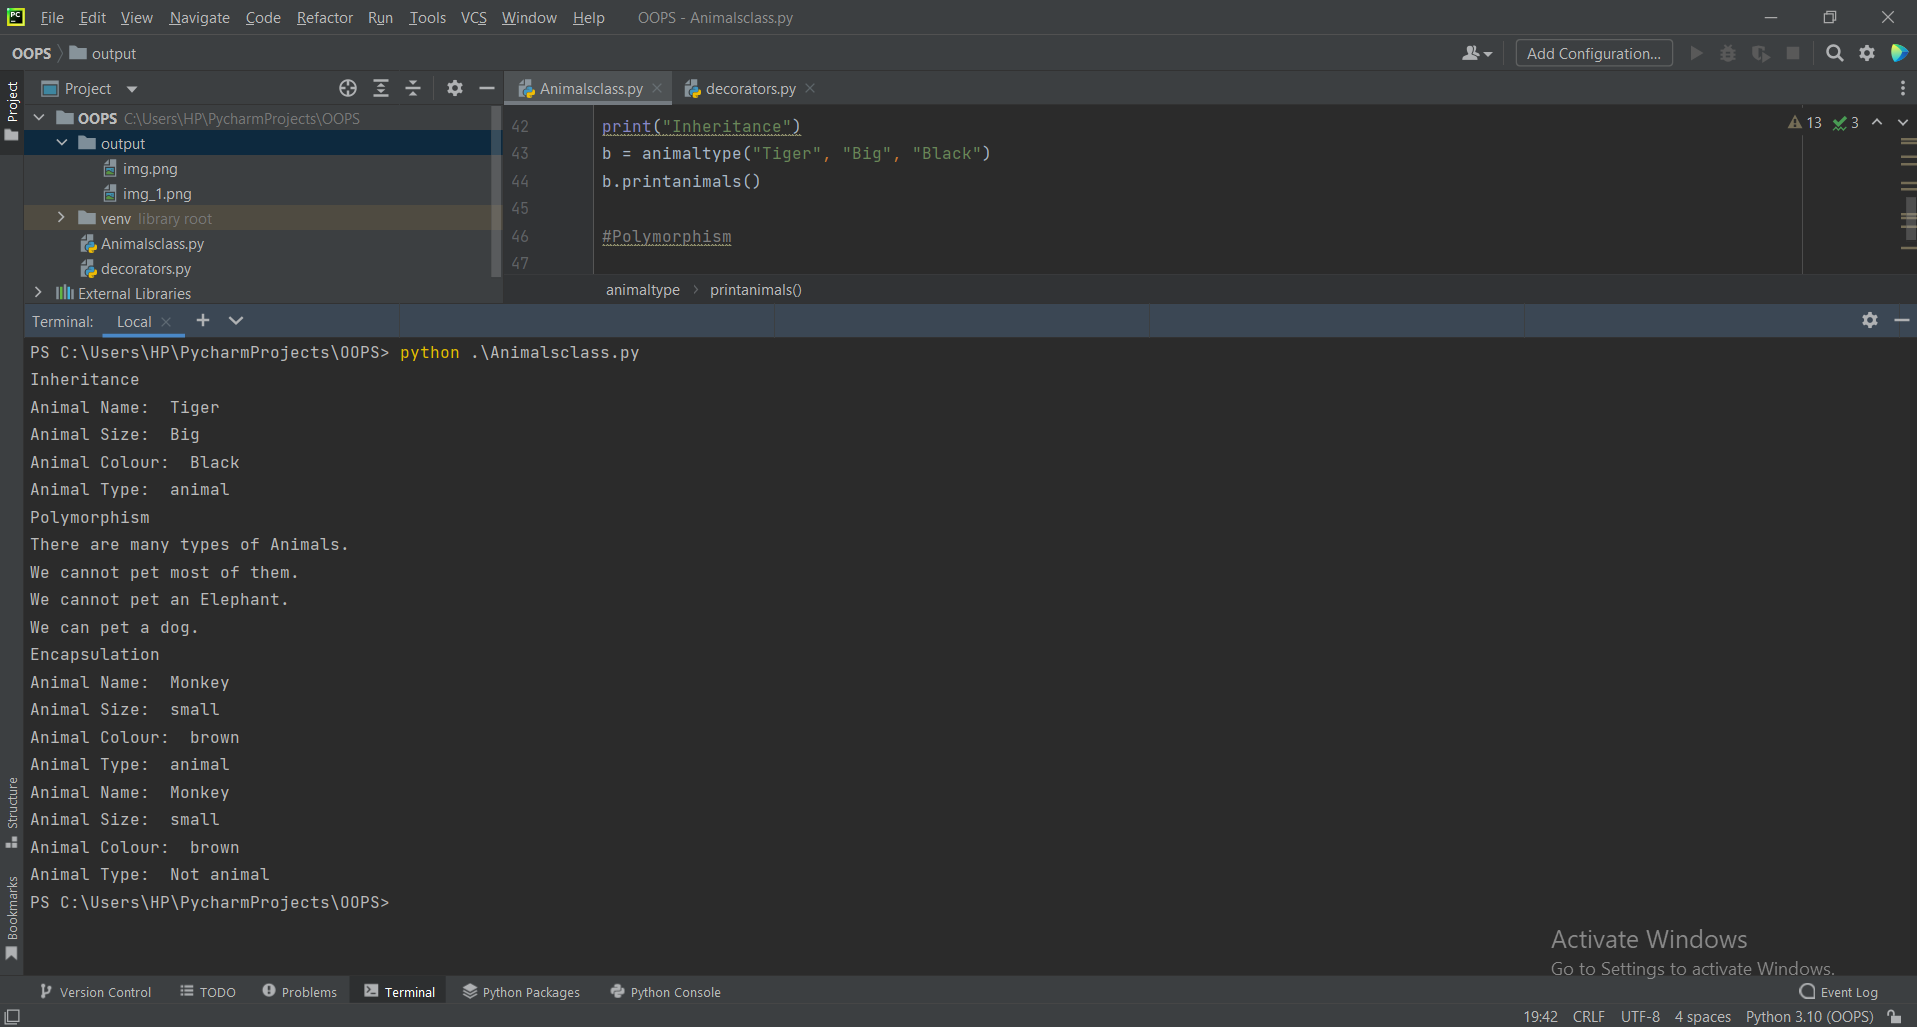 PC File Edit View Navigate Code Refactor Run Tools VCS Window Help OOPS - Animalsclass.py
OOPS output Add Configuration...
Project
Project
OOPS C:\Users\HP\PycharmProjects\OOPS
output
img.png
img_1.png
venv library root
Animalsclass.py
decorators.py
External Libraries
Animalsclass.py decorators.py
42 print("Inheritance")
43 b = animaltype("Tiger", "Big", "Black")
44 b.printanimals()
45
46 #Polymorphism
47
13 3
animaltype printanimals()
Terminal: Local
PS C:\Users\HP\PycharmProjects\OOPS> python .\Animalsclass.py
Inheritance
Animal Name:  Tiger
Animal Size:  Big
Animal Colour:  Black
Animal Type:  animal
Polymorphism
There are many types of Animals.
We cannot pet most of them.
We cannot pet an Elephant.
We can pet a dog.
Encapsulation
Animal Name:  Monkey
Animal Size:  small
Animal Colour:  brown
Animal Type:  animal
Animal Name:  Monkey
Animal Size:  small
Animal Colour:  brown
Animal Type:  Not animal
PS C:\Users\HP\PycharmProjects\OOPS>
Structure
Bookmarks
Activate Windows
Go to Settings to activate Windows.
Version Control TODO Problems Terminal Python Packages Python Console Event Log
19:42 CRLF UTF-8 4 spaces Python 3.10 (OOPS)